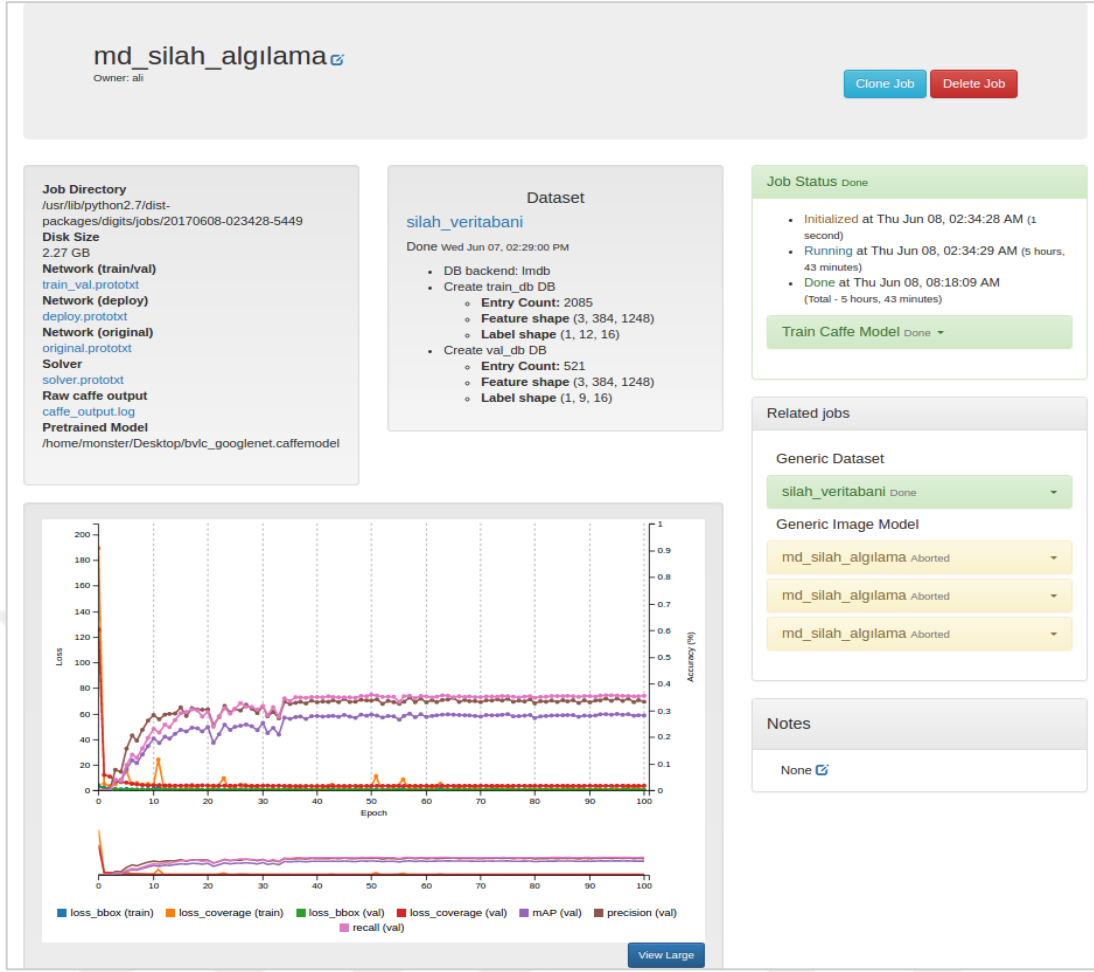 md_silah_algılama
Owner: ali
Clone Job
Delete Job
Job Directory
/usr/lib/python2.7/dist-
packages/digits/jobs/20170608-023428-5449
Disk Size
2.27 GB
Network (train/val)
train_val.prototxt
Network (deploy)
deploy.prototxt
Network (original)
original.prototxt
Solver
solver.prototxt
Raw caffe output
caffe_output.log
Pretrained Model
/home/monster/Desktop/bvlc_googlenet.caffemodel
Dataset
silah_veritabani
Done Wed Jun 07, 02:29:00 PM
DB backend: lmdb
Create train_db DB
Entry Count: 2085
Feature shape (3, 384, 1248)
Label shape (1, 12, 16)
Create val_db DB
Entry Count: 521
Feature shape (3, 384, 1248)
Label shape (1, 9, 16)
Job Status Done
Initialized at Thu Jun 08, 02:34:28 AM (1
second)
Running at Thu Jun 08, 02:34:29 AM (5 hours,
43 minutes)
Done at Thu Jun 08, 08:18:09 AM
(Total - 5 hours, 43 minutes)
Train Caffe Model Done
Related jobs
Generic Dataset
silah_veritabani Done
Generic Image Model
md_silah_algılama Aborted
md_silah_algılama Aborted
md_silah_algılama Aborted
Notes
None
Loss
200
180
160
140
120
100
80
60
40
20
0
1
0.9
0.8
0.7
0.6
0.5
0.4
0.3
0.2
0.1
0
Accuracy (%)
0 10 20 30 40 50 60 70 80 90 100
Epoch
0 10 20 30 40 50 60 70 80 90 100
loss_bbox (train) loss_coverage (train) loss_bbox (val) loss_coverage (val) mAP (val) precision (val)
recall (val)
View Large